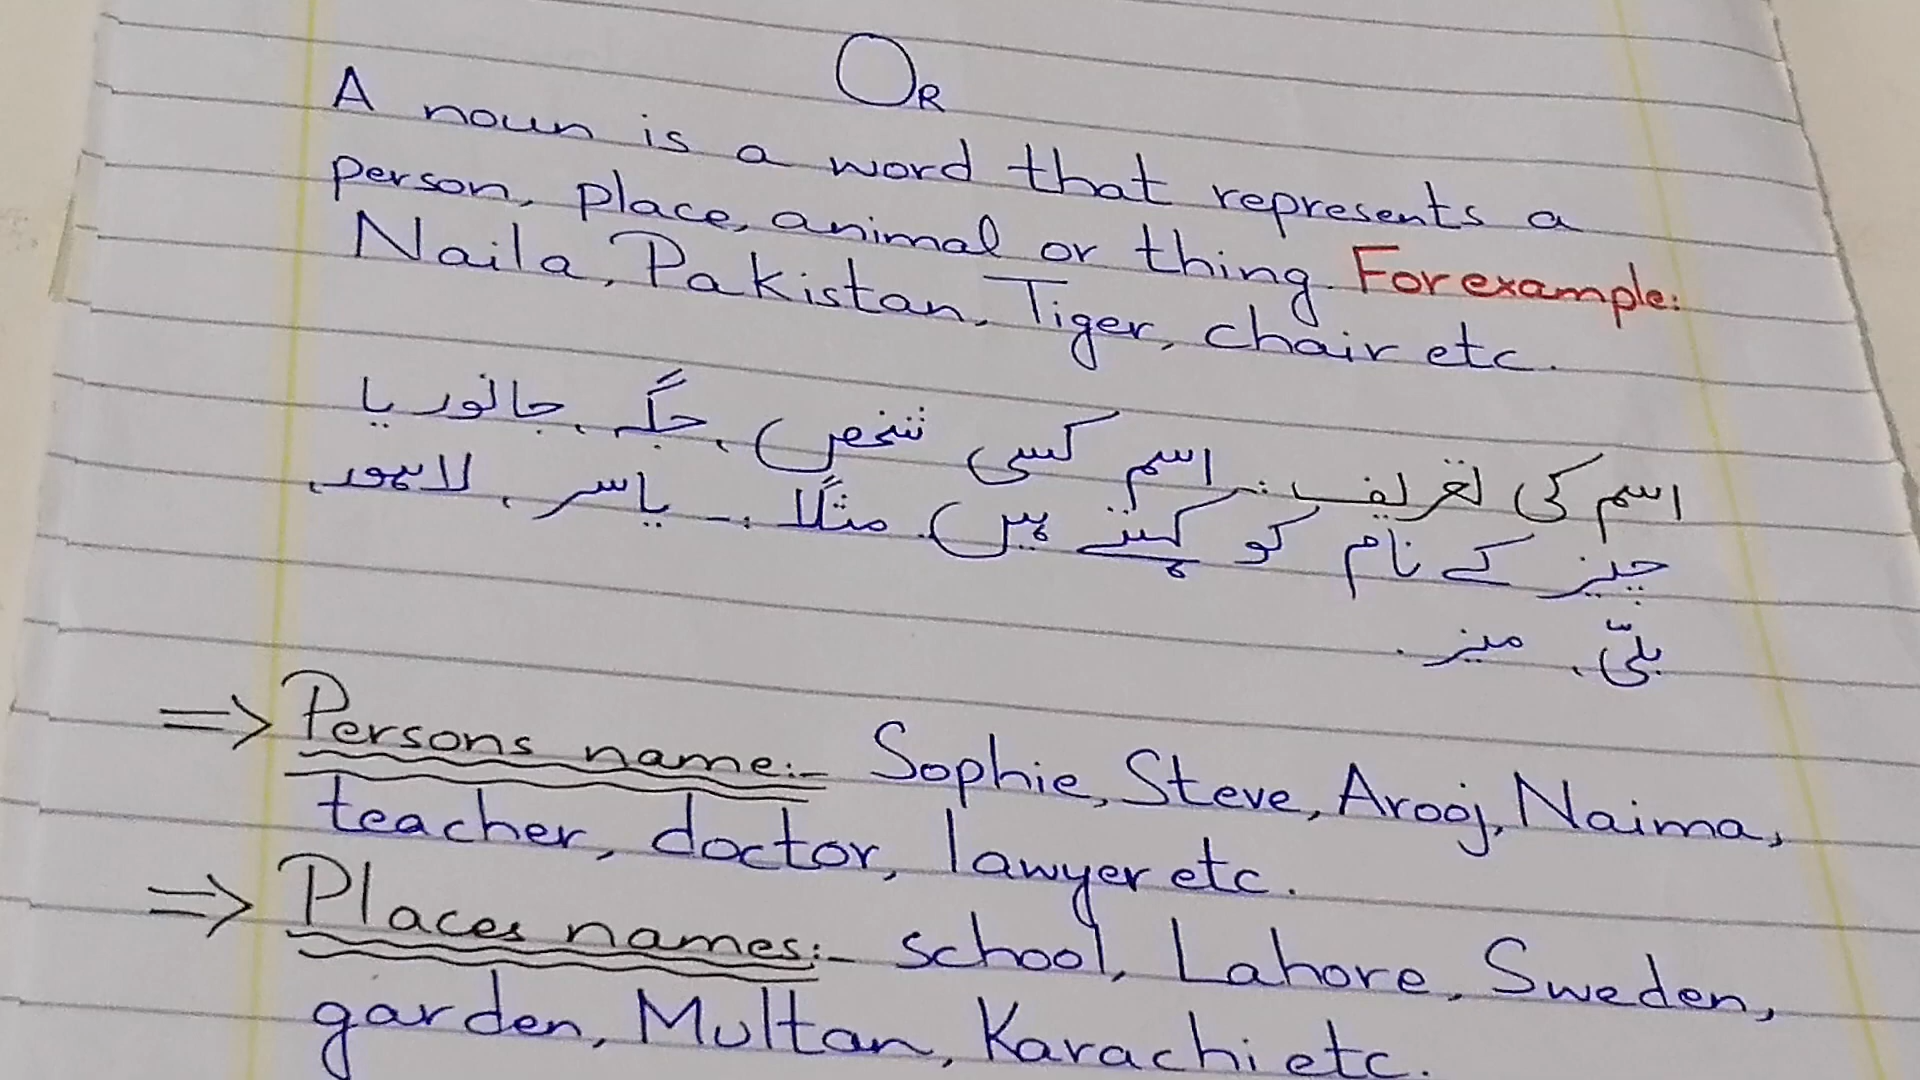 OR
A noun is a word that represents a
person, place, animal or thing. For example:
Naila, Pakistan, Tiger, chair etc.
اسم کی تعریف :۔ اسم کسی شخص، جگہ، جانور یا
چیز کے نام کو کہتے ہیں۔ مثلاً :۔ یاسر، لاہور،
بلّی، میز۔
=> Persons name:- Sophie, Steve, Arooj, Naima,
teacher, doctor, lawyer etc.
=> Places names:- school, Lahore, Sweden,
garden, Multan, Karachi etc.